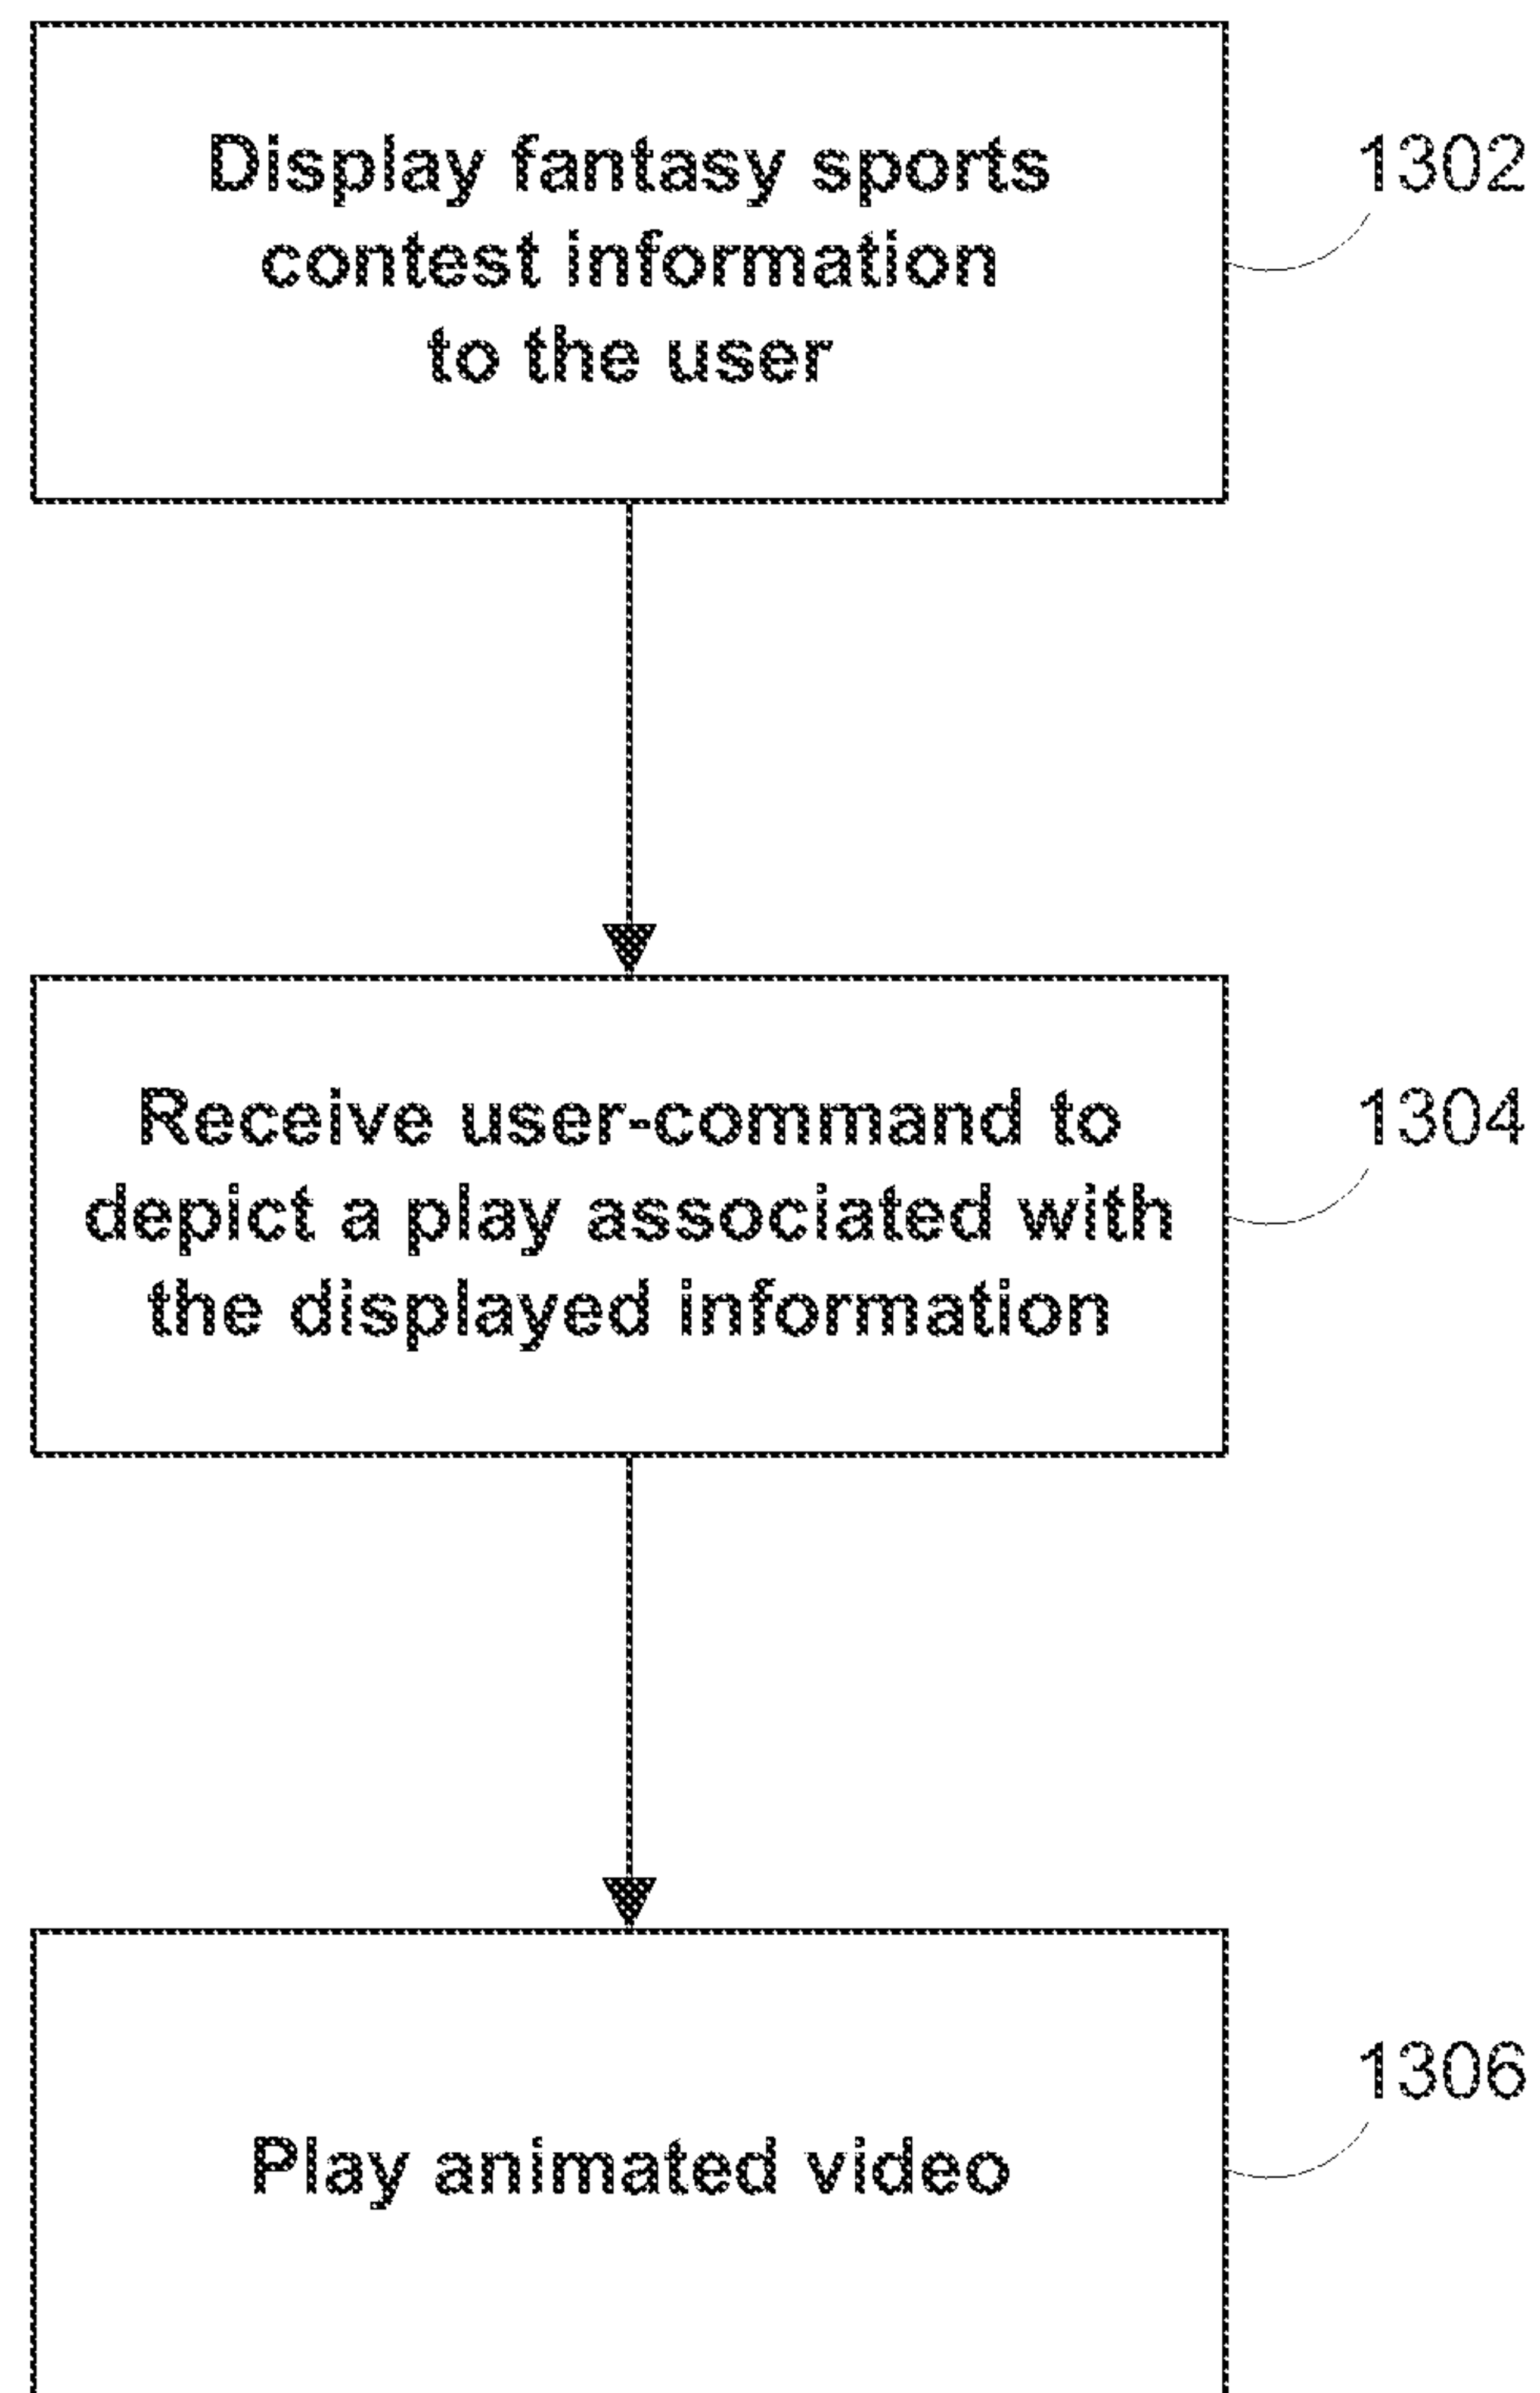 Display fantasy sports
contest information
to the user
1302
Receive user-command to
depict a play associated with
the displayed information
1304
Play animated video
1306